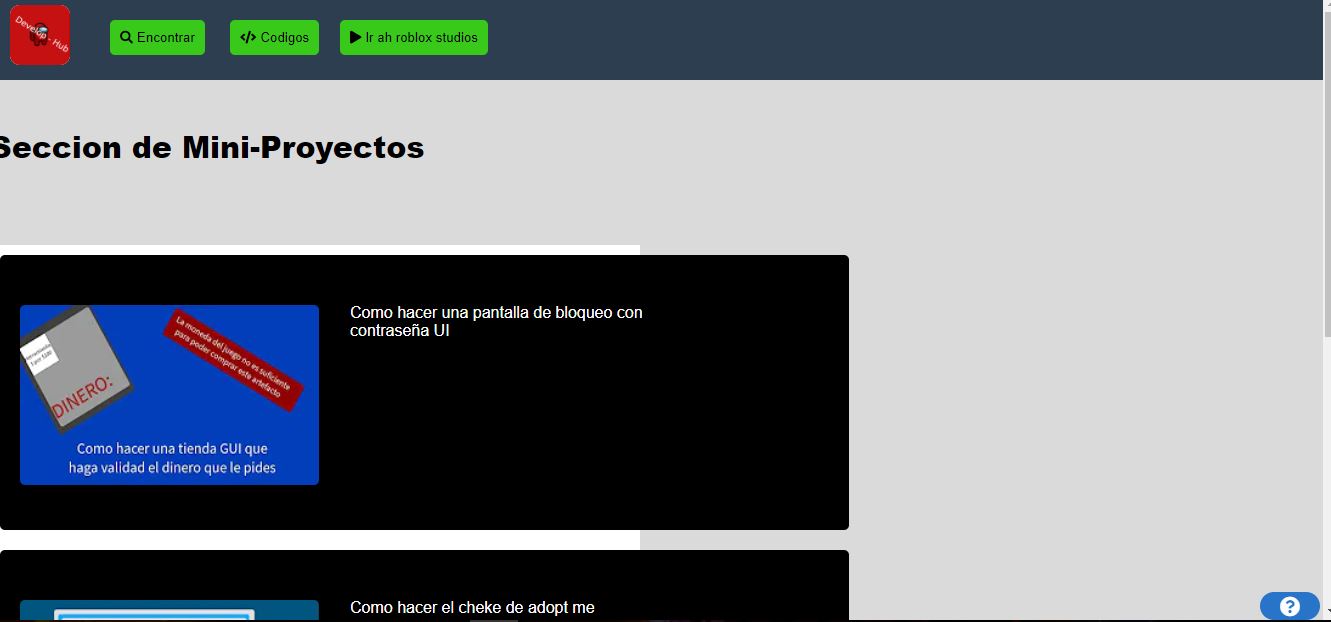 Develop - Hub
Encontrar
Codigos
Ir ah roblox studios
Seccion de Mini-Proyectos
Como hacer una pantalla de bloqueo con
contraseña UI
La moneda del juego no es suficiente
para poder comprar este artefacto
DINERO:
Como hacer una tienda GUI que
haga validad el dinero que le pides
Como hacer el cheke de adopt me